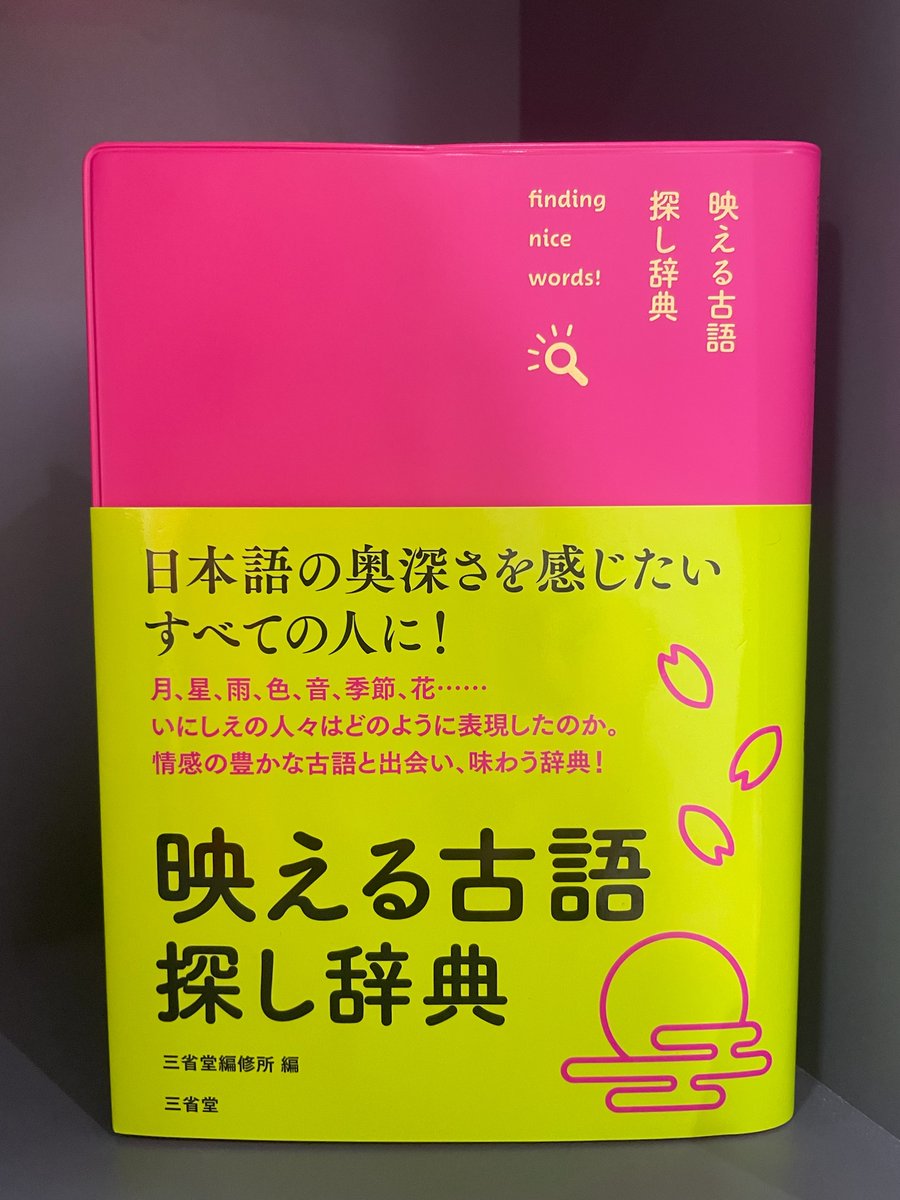 映える古語
探し辞典
finding
nice
words!
日本語の奥深さを感じたい
すべての人に!
月、星、雨、色、音、季節、花……
いにしえの人々はどのように表現したのか。
情感の豊かな古語と出会い、味わう辞典!
映える古語
探し辞典
三省堂編修所 編
三省堂